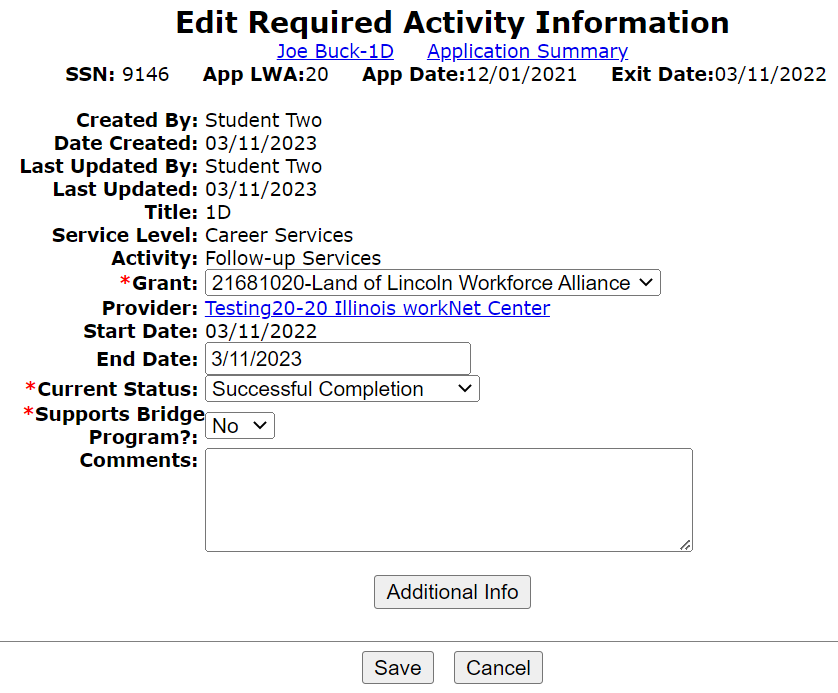 Edit Required Activity Information
Joe Buck-1D Application Summary
SSN: 9146 App LWA:20 App Date:12/01/2021 Exit Date:03/11/2022
Created By: Student Two
Date Created: 03/11/2023
Last Updated By: Student Two
Last Updated: 03/11/2023
Title: 1D
Service Level: Career Services
Activity: Follow-up Services
*Grant: 21681020-Land of Lincoln Workforce Alliance
Provider: Testing20-20 Illinois workNet Center
Start Date: 03/11/2022
End Date: 3/11/2023
*Current Status: Successful Completion
*Supports Bridge
Program?: No
Comments:
Additional Info
Save Cancel